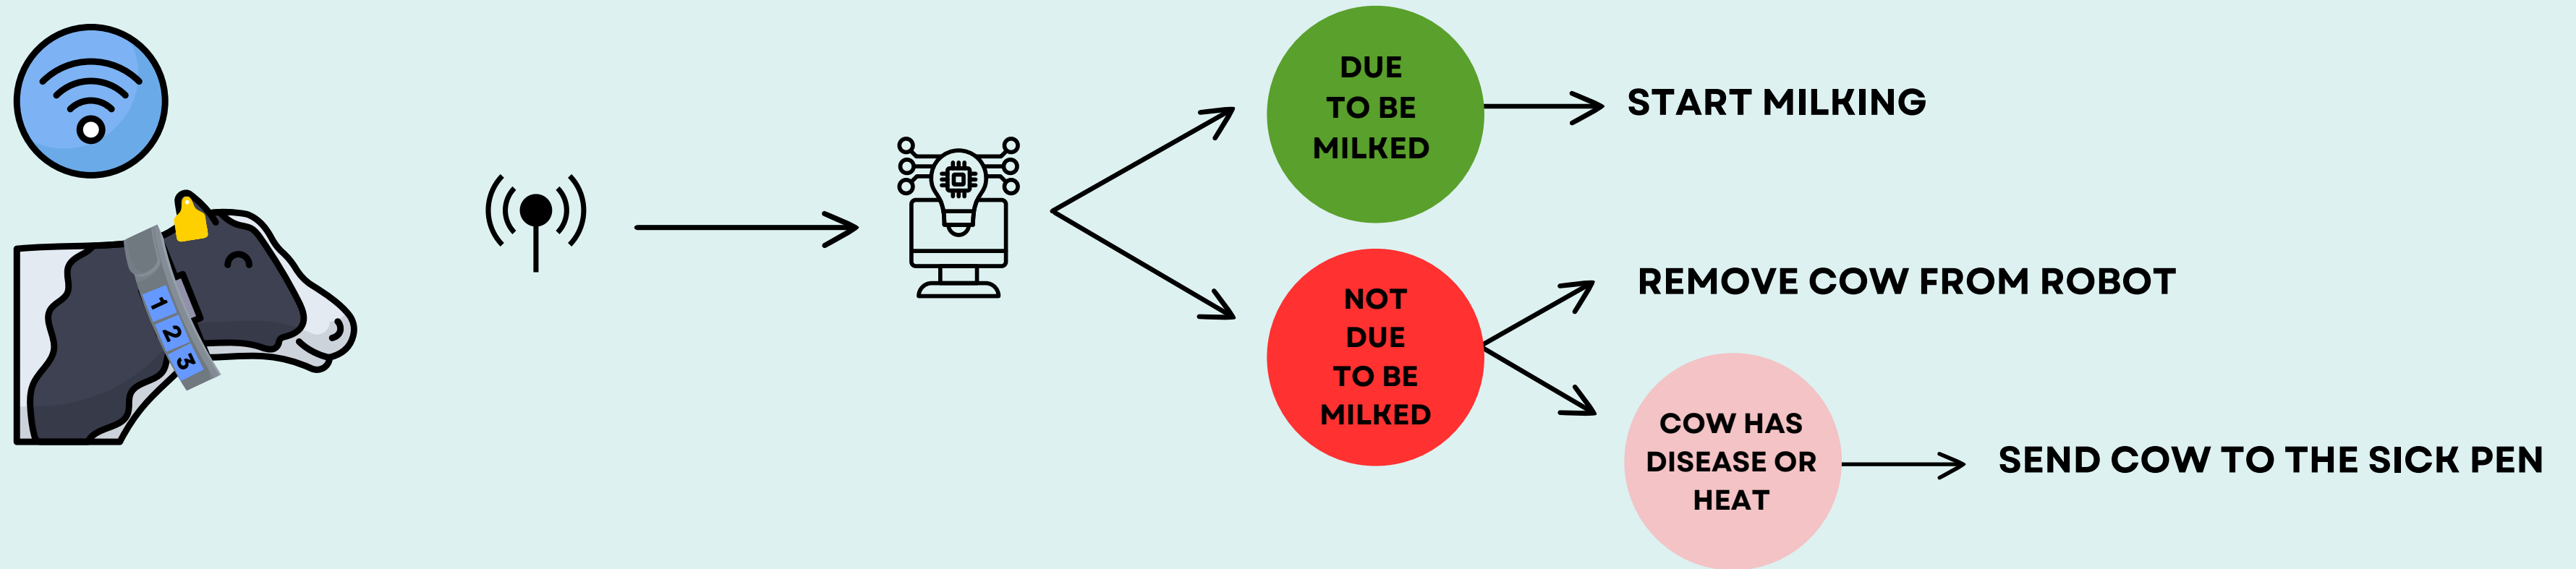 1
2
3
DUE
TO BE
MILKED
START MILKING
NOT
DUE
TO BE
MILKED
REMOVE COW FROM ROBOT
COW HAS
DISEASE OR
HEAT
SEND COW TO THE SICK PEN